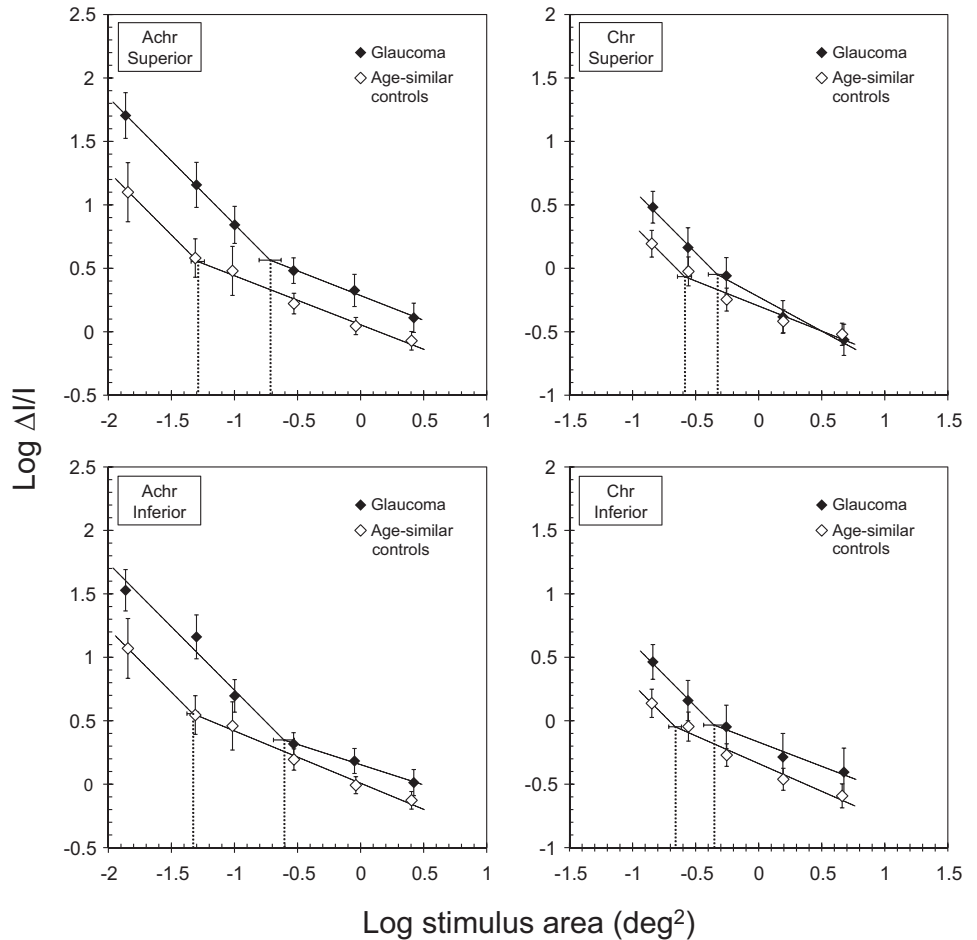 Log ΔI/I
2.5
2
1.5
1
0.5
0
-0.5
Achr
Superior
Glaucoma
Age-similar
controls
-2 -1.5 -1 -0.5 0 0.5 1
2
1.5
1
0.5
0
-0.5
-1
Chr
Superior
Glaucoma
Age-similar
controls
-1.5 -1 -0.5 0 0.5 1 1.5
2.5
2
1.5
1
0.5
0
-0.5
Achr
Inferior
Glaucoma
Age-similar
controls
-2 -1.5 -1 -0.5 0 0.5 1
2
1.5
1
0.5
0
-0.5
-1
Chr
Inferior
Glaucoma
Age-similar
controls
-1.5 -1 -0.5 0 0.5 1 1.5
Log stimulus area (deg²)